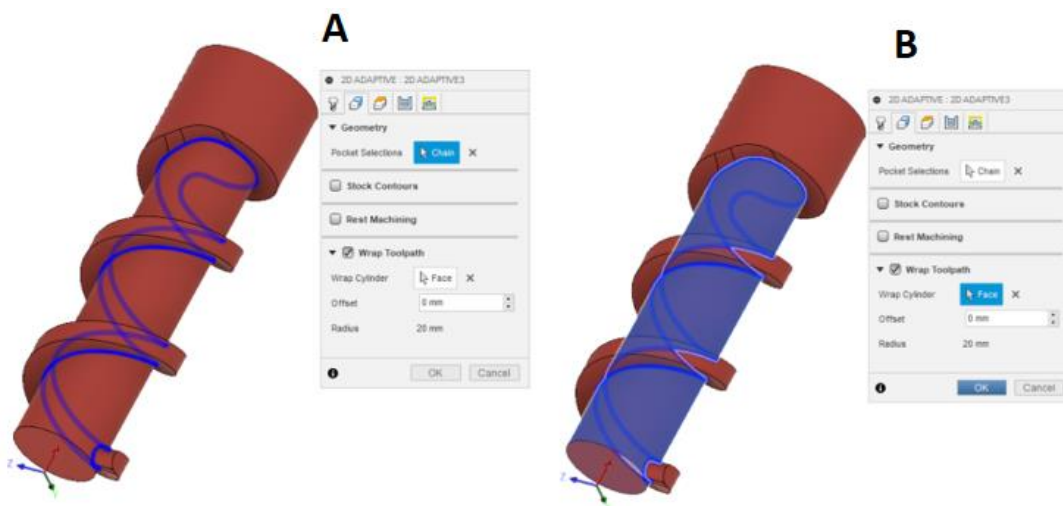 A
2D ADAPTIVE : 2D ADAPTIVE3
Geometry
Pocket Selections Chain
Stock Contours
Rest Machining
Wrap Toolpath
Wrap Cylinder Face
Offset 0 mm
Radius 20 mm
OK Cancel
Z
Y
B
2D ADAPTIVE : 2D ADAPTIVE3
Geometry
Pocket Selections Chain
Stock Contours
Rest Machining
Wrap Toolpath
Wrap Cylinder Face
Offset 0 mm
Radius 20 mm
OK Cancel
Z